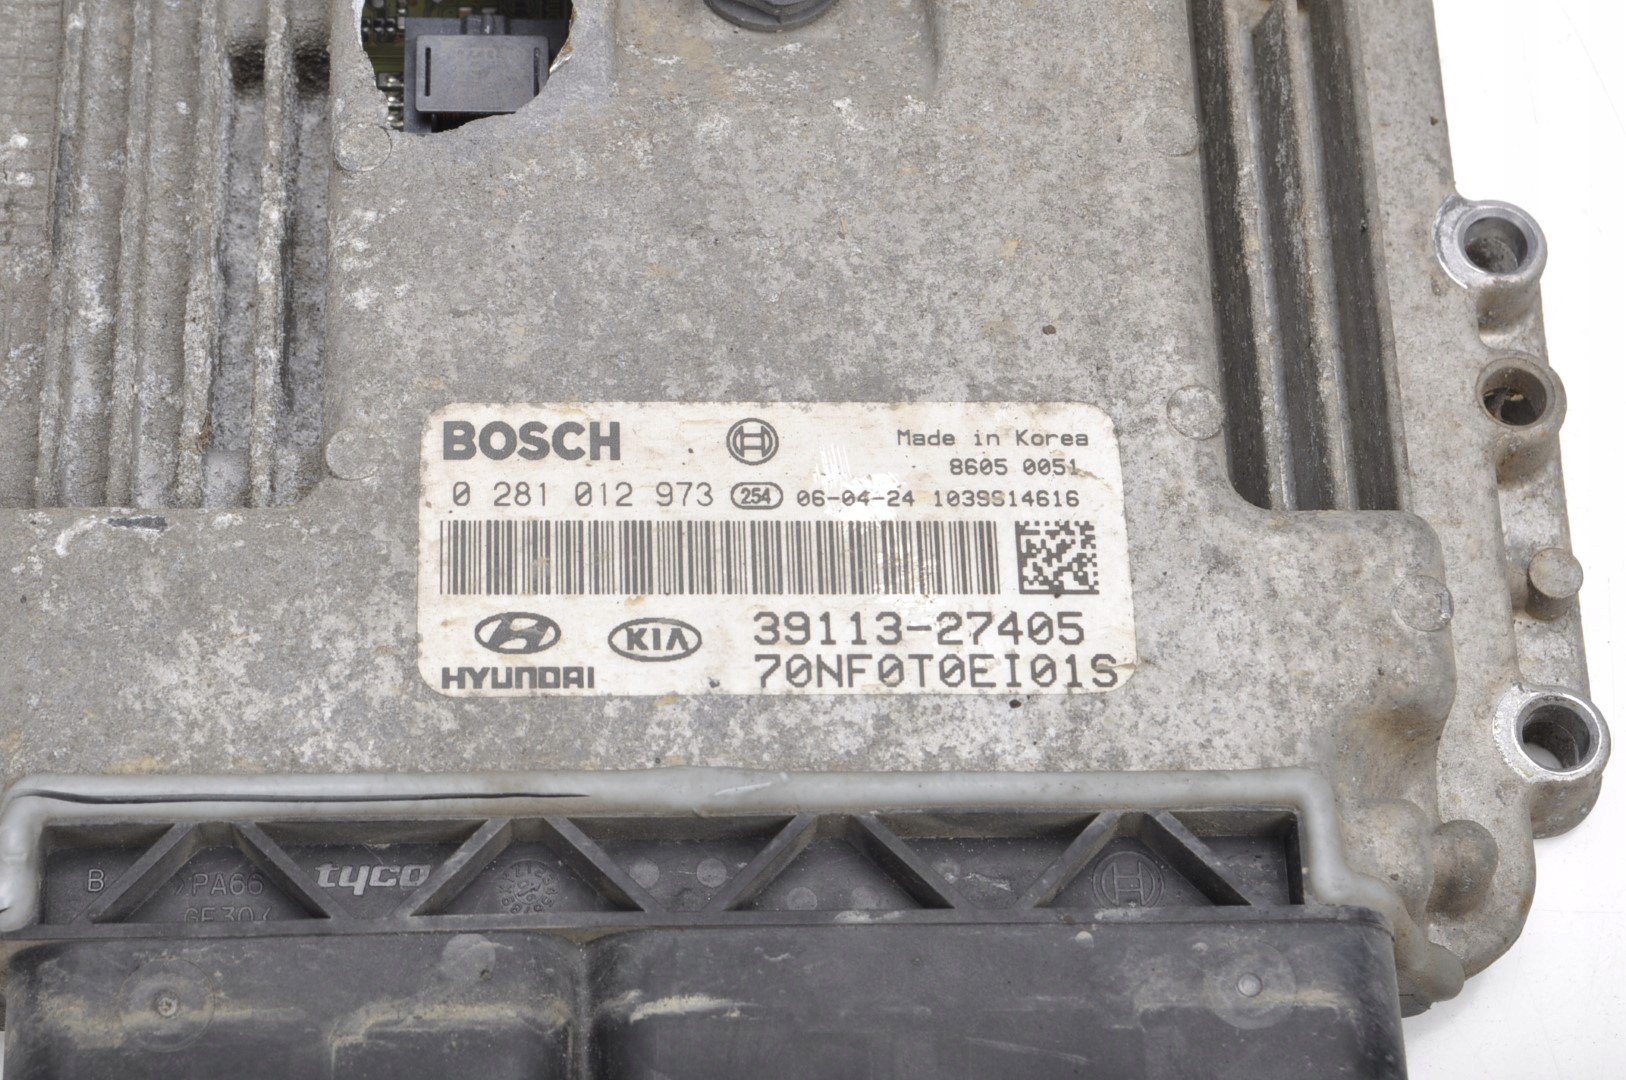 BOSCH
Made in Korea
8605 0051
0 281 012 973 254 06-04-24 1039S14616
HYUNDAI
KIA
39113-27405
70NF0T0EI01S
B
>PA66
tyco
GF30<